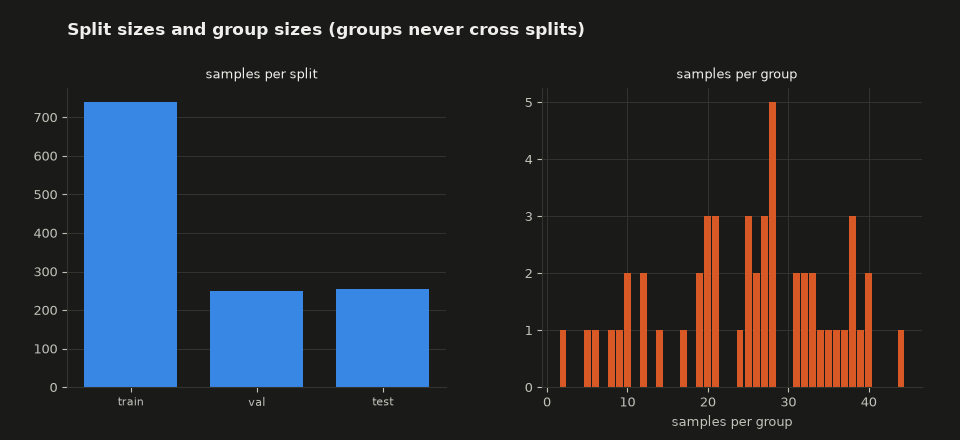 Split sizes and group sizes (groups never cross splits)
samples per split
700
600
500
400
300
200
100
0
train val test
samples per group
5
4
3
2
1
0
0 10 20 30 40
samples per group